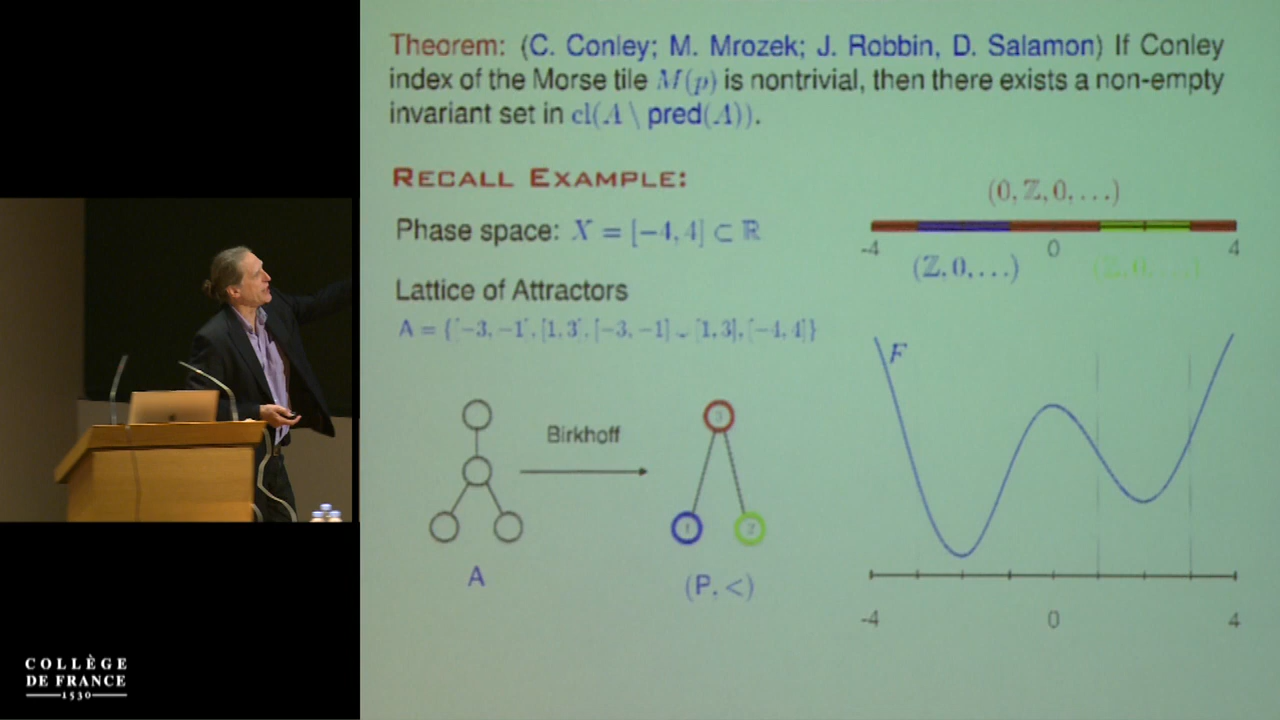 Theorem: (C. Conley; M. Mrozek; J. Robbin, D. Salamon) If Conley
index of the Morse tile M(p) is nontrivial, then there exists a non-empty
invariant set in cl(A \ pred(A)).
RECALL EXAMPLE:
Phase space: X = [−4, 4] ⊂ ℝ
Lattice of Attractors
A = {[−3, −1], [1, 3], [−3, −1] ∪ [1, 3], [−4, 4]}
Birkhoff
3
1
2
A
(P, <)
(0, ℤ, 0, . . .)
-4
0
4
(ℤ, 0, . . .)
(ℤ, 0, . . .)
F
-4
0
4
COLLÈGE
DE FRANCE
1530